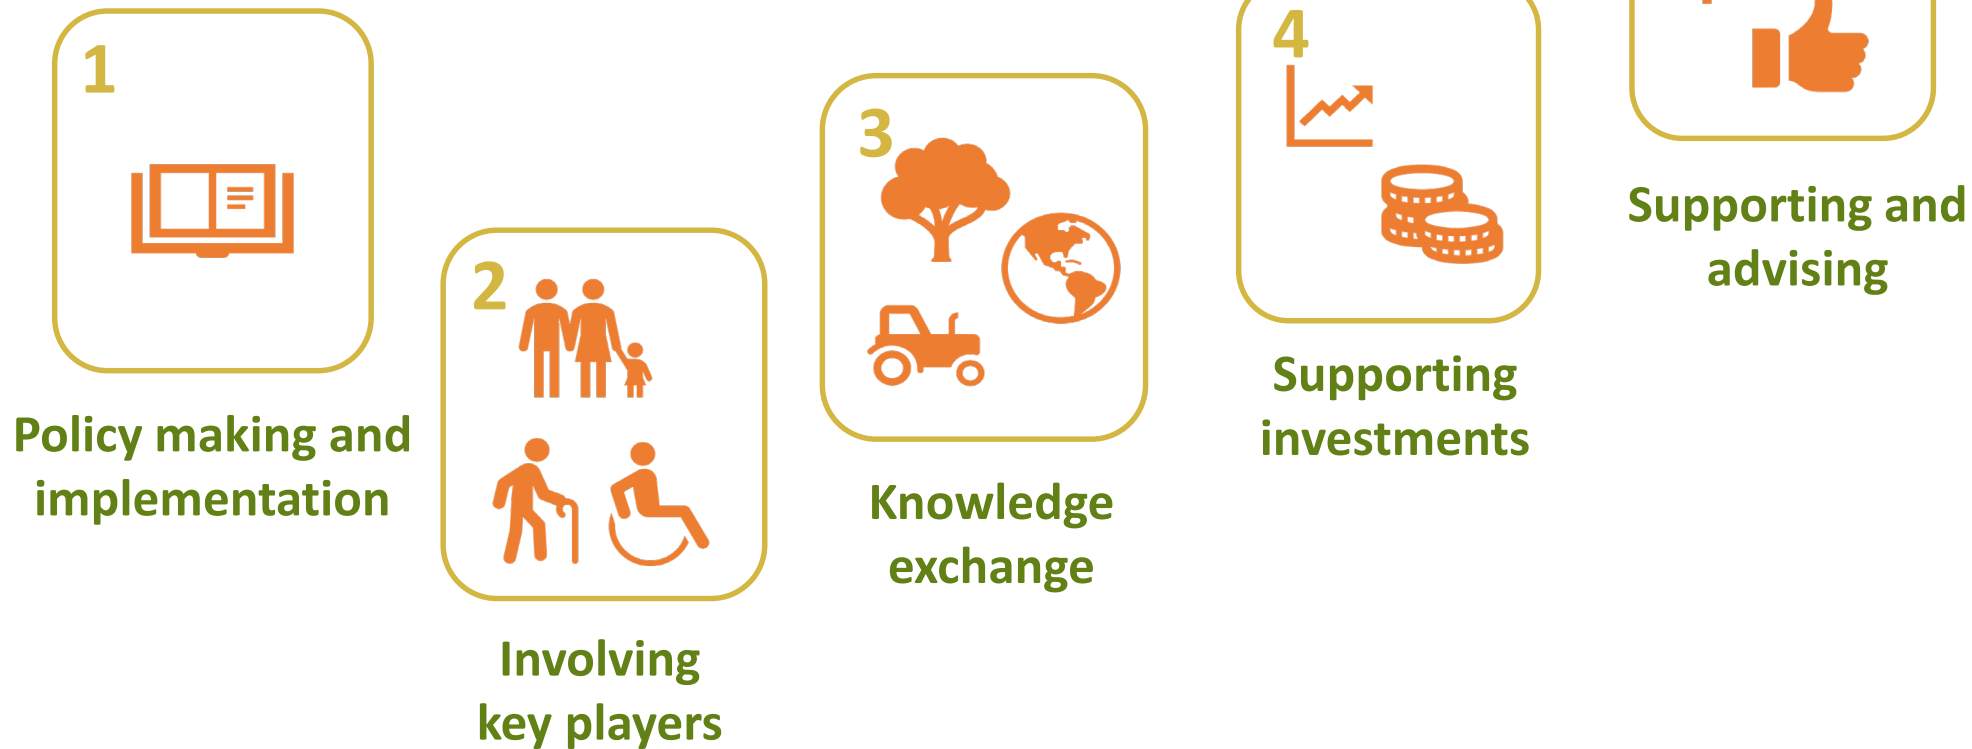 1
Policy making and
implementation
2
Involving
key players
3
Knowledge
exchange
4
Supporting
investments
Supporting and
advising